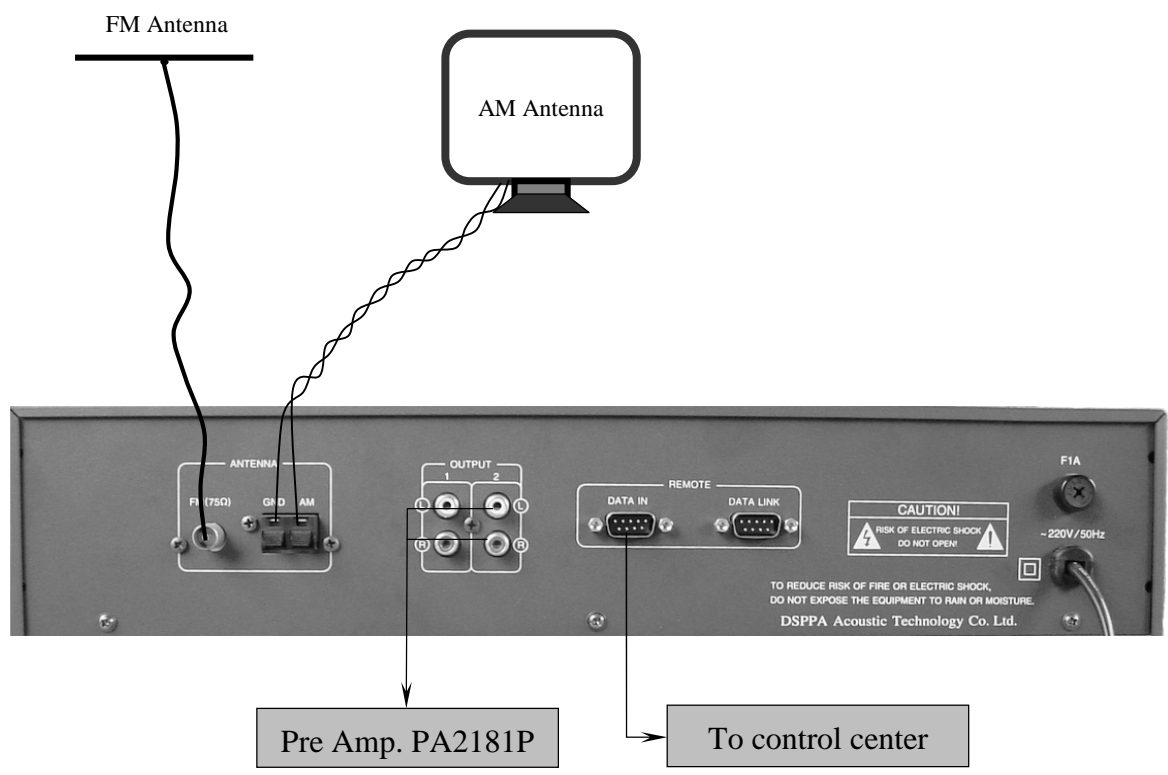 FM Antenna
AM Antenna
ANTENNA
FM (75Ω) GND AM
OUTPUT
1 2
L L
R R
REMOTE
DATA IN DATA LINK
CAUTION!
RISK OF ELECTRIC SHOCK
DO NOT OPEN!
F1A
~220V/50Hz
TO REDUCE RISK OF FIRE OR ELECTRIC SHOCK,
DO NOT EXPOSE THE EQUIPMENT TO RAIN OR MOISTURE.
DSPPA Acoustic Technology Co. Ltd.
Pre Amp. PA2181P
To control center